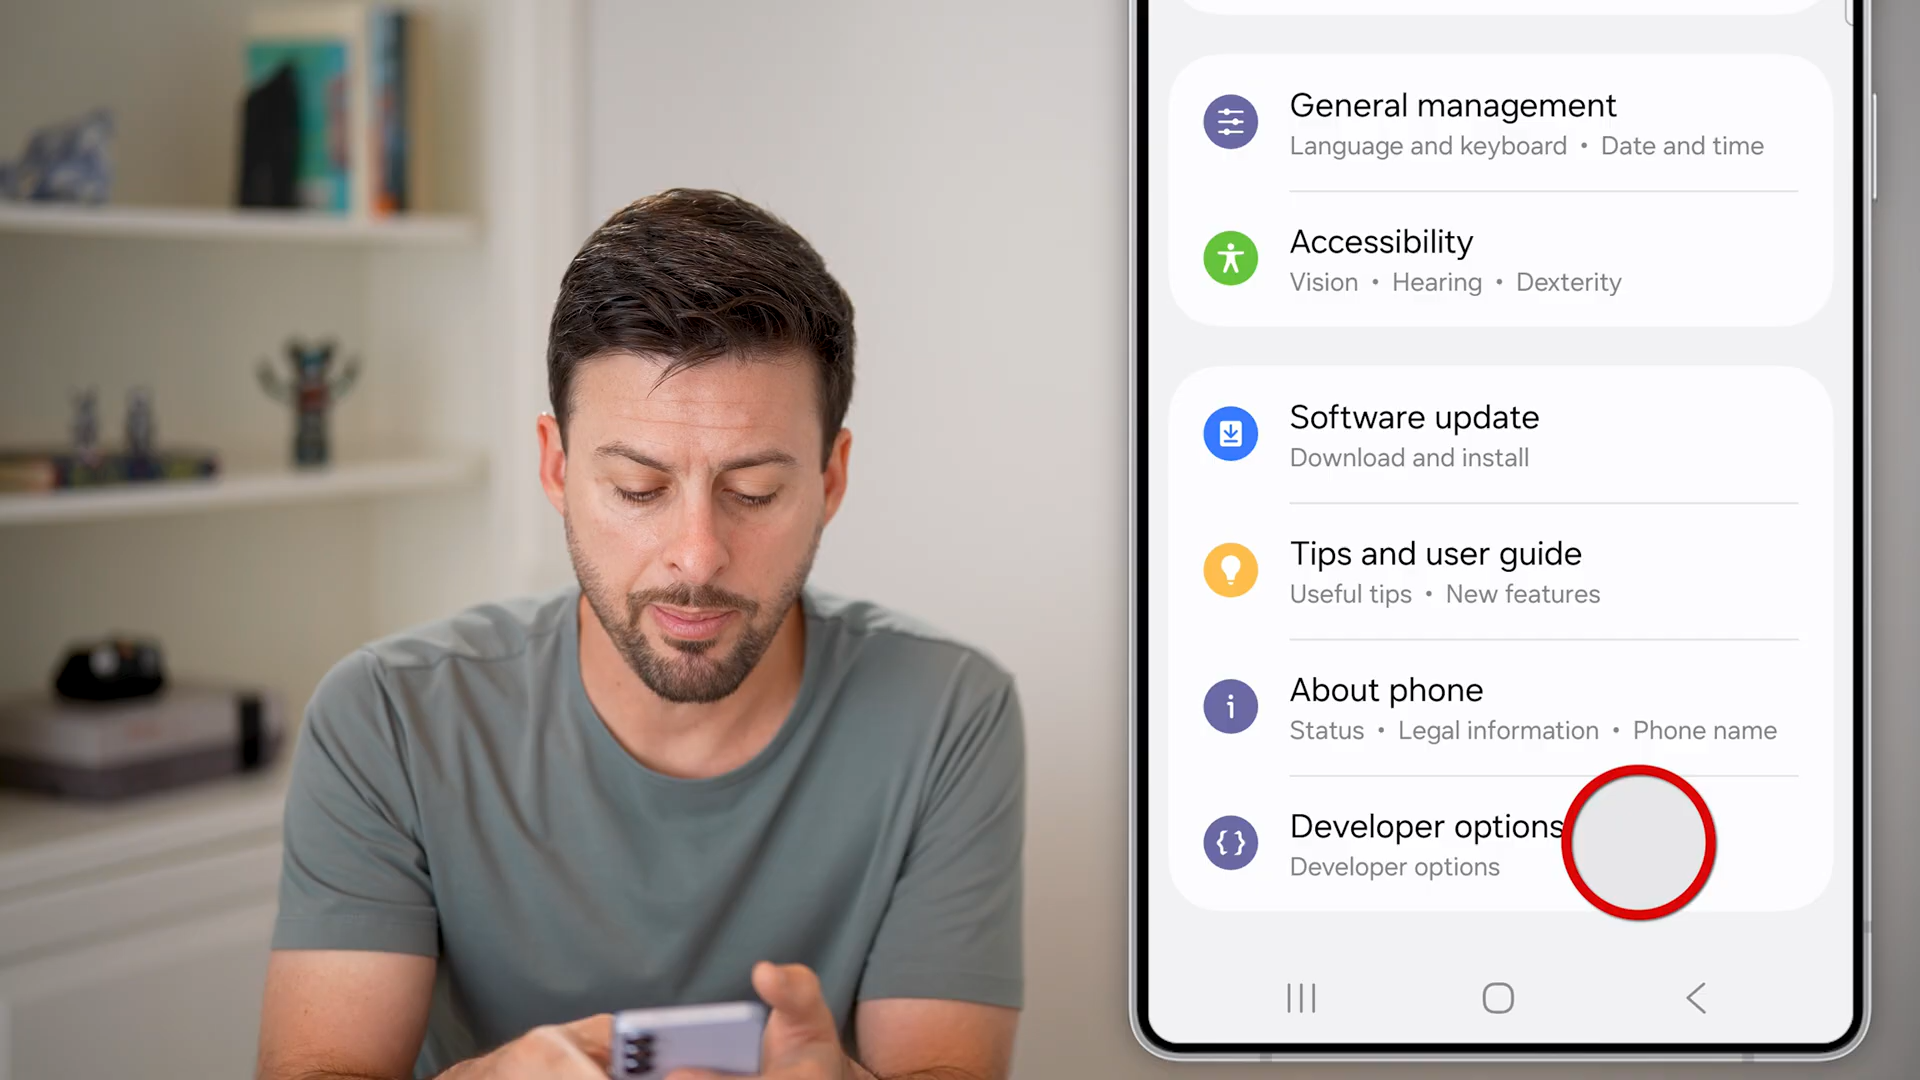 General management
Language and keyboard • Date and time
Accessibility
Vision • Hearing • Dexterity
Software update
Download and install
Tips and user guide
Useful tips • New features
About phone
Status • Legal information • Phone name
Developer options
Developer options